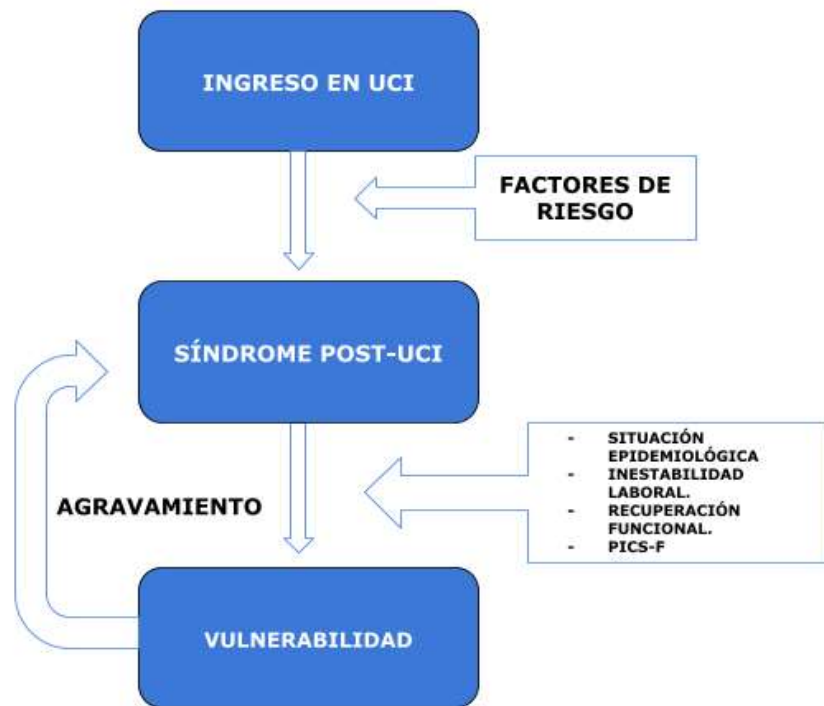 INGRESO EN UCI
FACTORES DE
RIESGO
SÍNDROME POST-UCI
- SITUACIÓN
EPIDEMIOLÓGICA
- INESTABILIDAD
LABORAL.
- RECUPERACIÓN
FUNCIONAL.
- PICS-F
AGRAVAMIENTO
VULNERABILIDAD